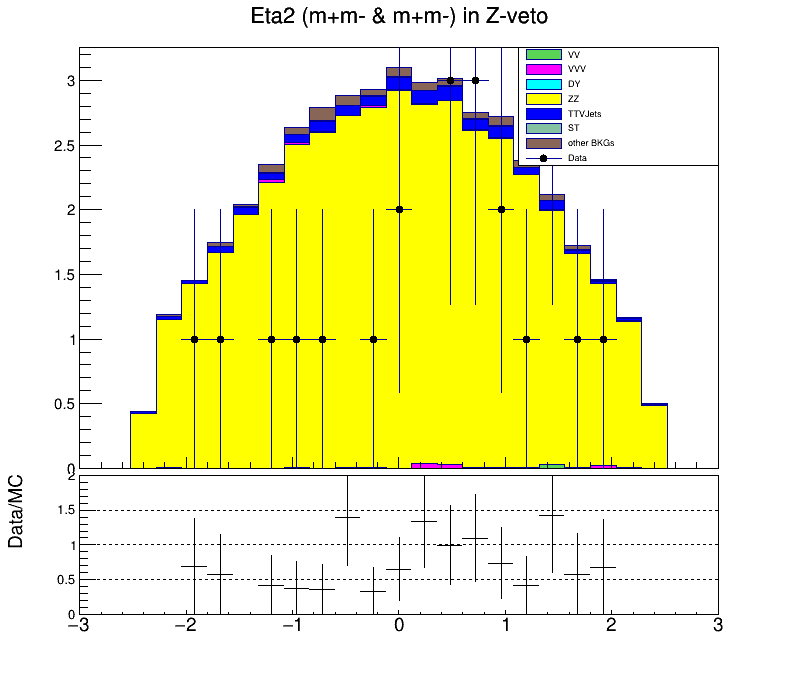 Eta2 (m+m- & m+m-) in Z-veto
VV
VVV
DY
ZZ
TTVJets
ST
other BKGs
Data
3
2.5
2
1.5
1
0.5
0
Data/MC
2
1.5
1
0.5
0
−3 −2 −1 0 1 2 3